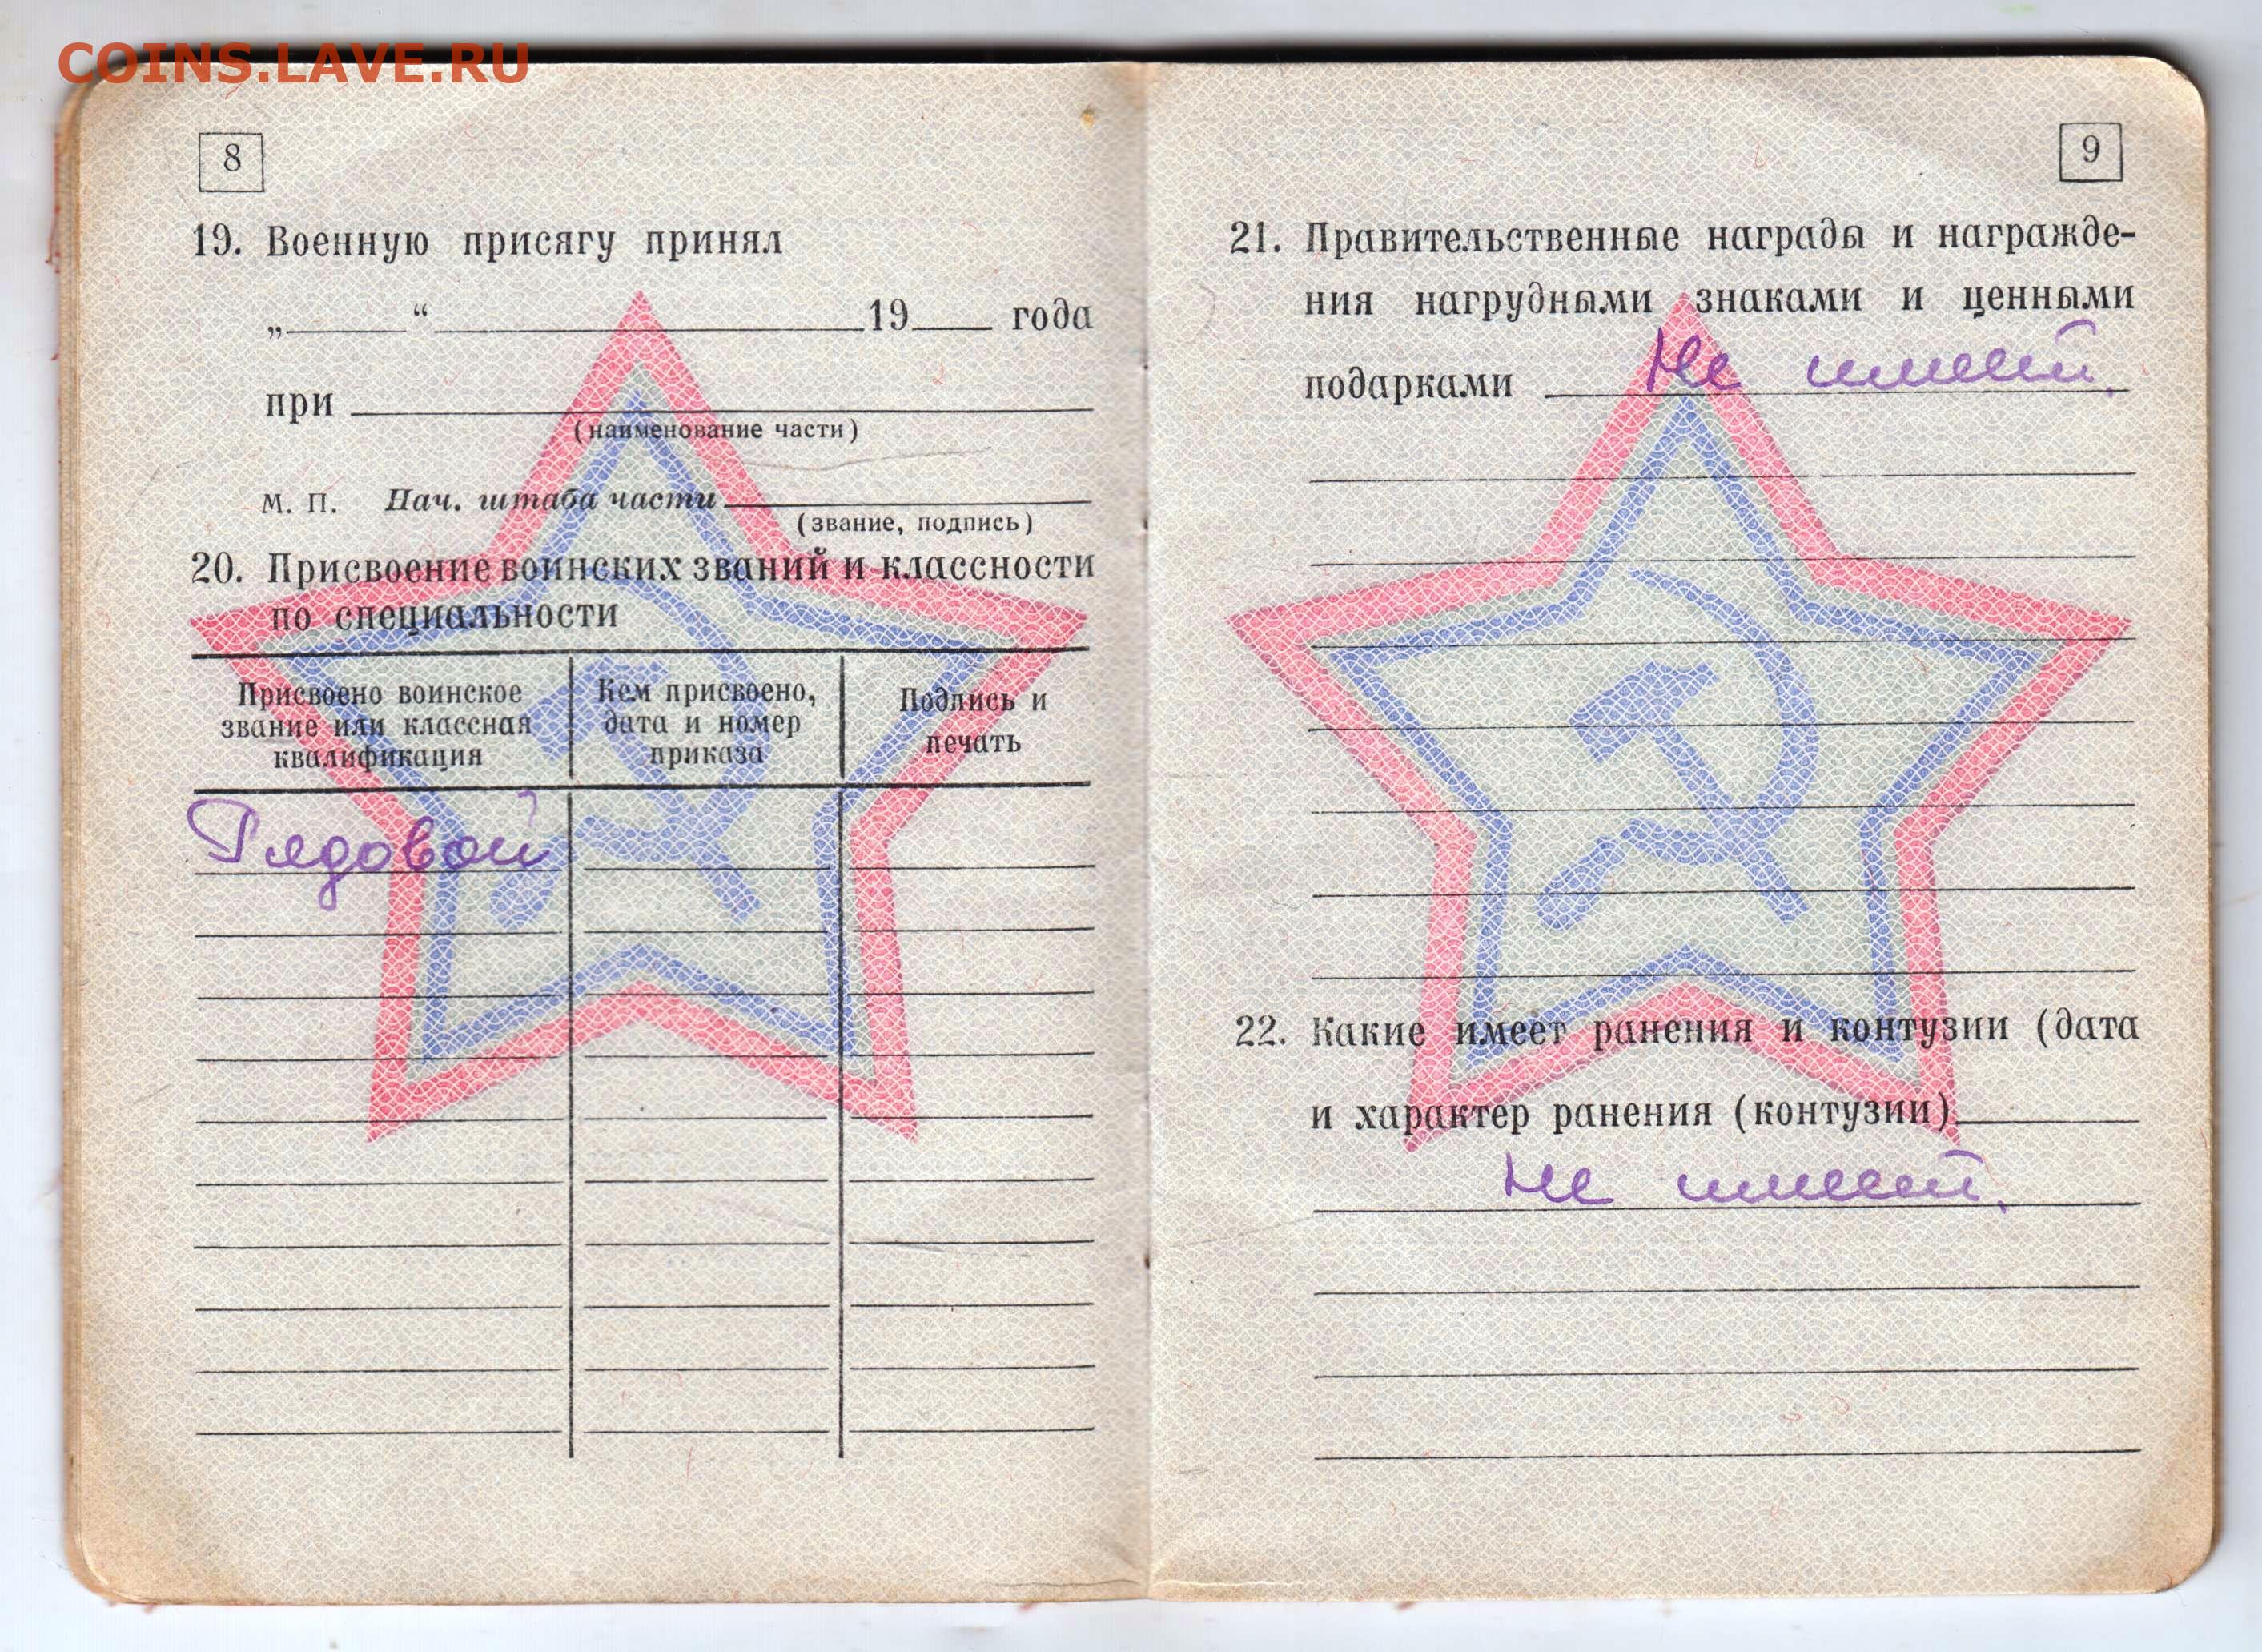 COINS.LAVE.RU
8
19. Военную присягу принял
„______“______________19____ года
при
(наименование части)
М. П. Нач. штаба части
(звание, подпись)
20. Присвоение воинских званий и классности
по специальности
Присвоено воинское
звание или классная
квалификация
Кем присвоено,
дата и номер
приказа
Подпись и
печать
Рядовой
9
21. Правительственные награды и награжде-
ния нагрудными знаками и ценными
подарками Не имеет.
22. Какие имеет ранения и контузии (дата
и характер ранения (контузии)
Не имеет.